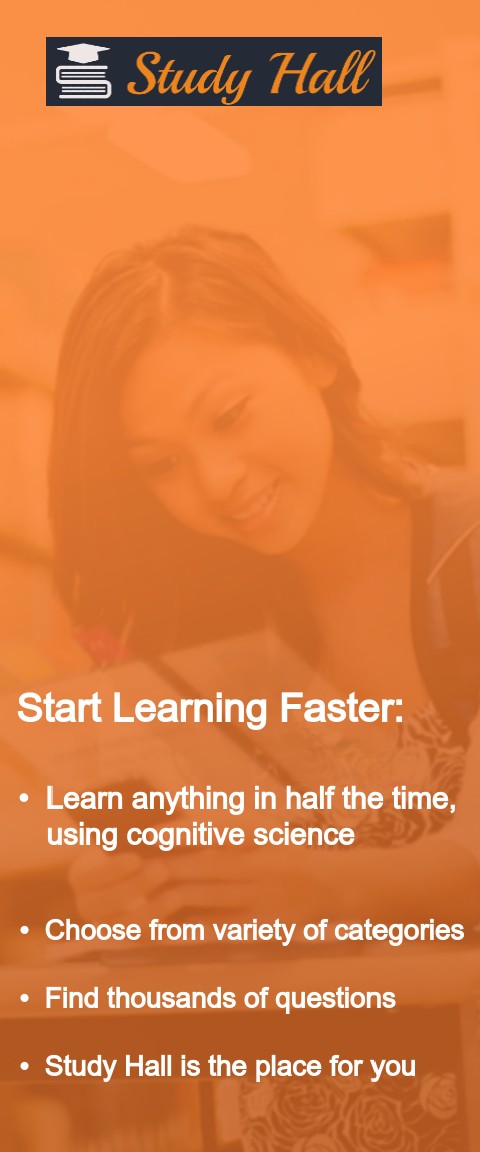 Study Hall
Start Learning Faster:
• Learn anything in half the time,
using cognitive science
• Choose from variety of categories
• Find thousands of questions
• Study Hall is the place for you